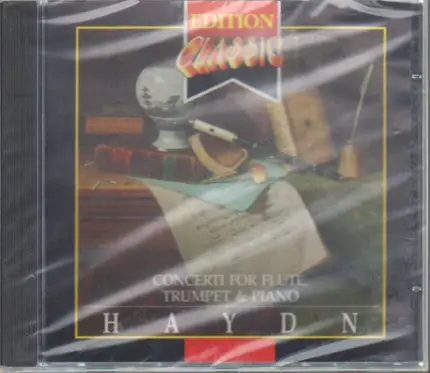 EDITION
CLASSIC
CONCERTI FOR FLUTE,
TRUMPET & PIANO
HAYDN